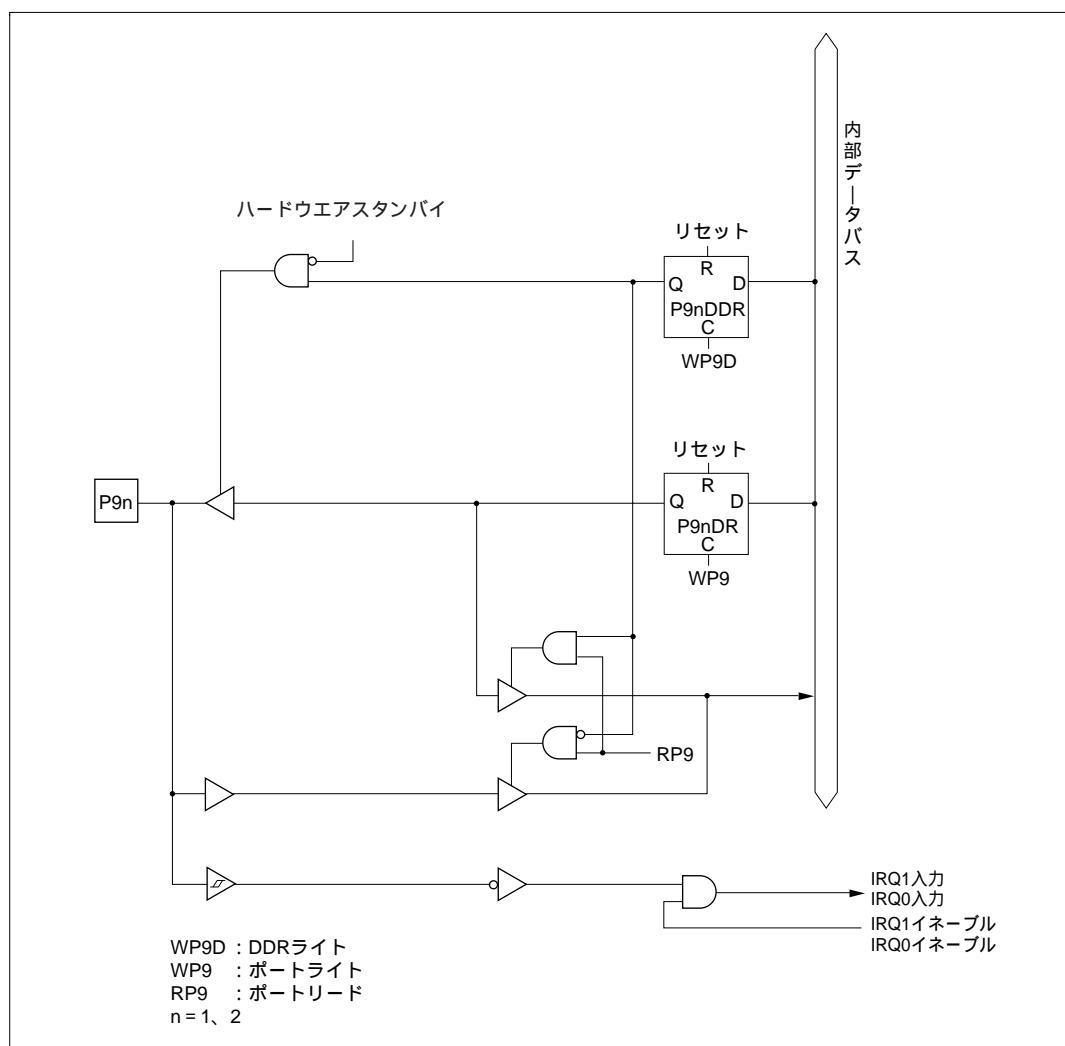 内部データバス
ハードウエアスタンバイ
リセット
R
Q
D
P9nDDR
C
WP9D
リセット
R
P9n
Q
D
P9nDR
C
WP9
RP9
IRQ1入力
IRQ0入力
IRQ1イネーブル
IRQ0イネーブル
WP9D : DDRライト
WP9 : ポートライト
RP9 : ポートリード
n = 1、2